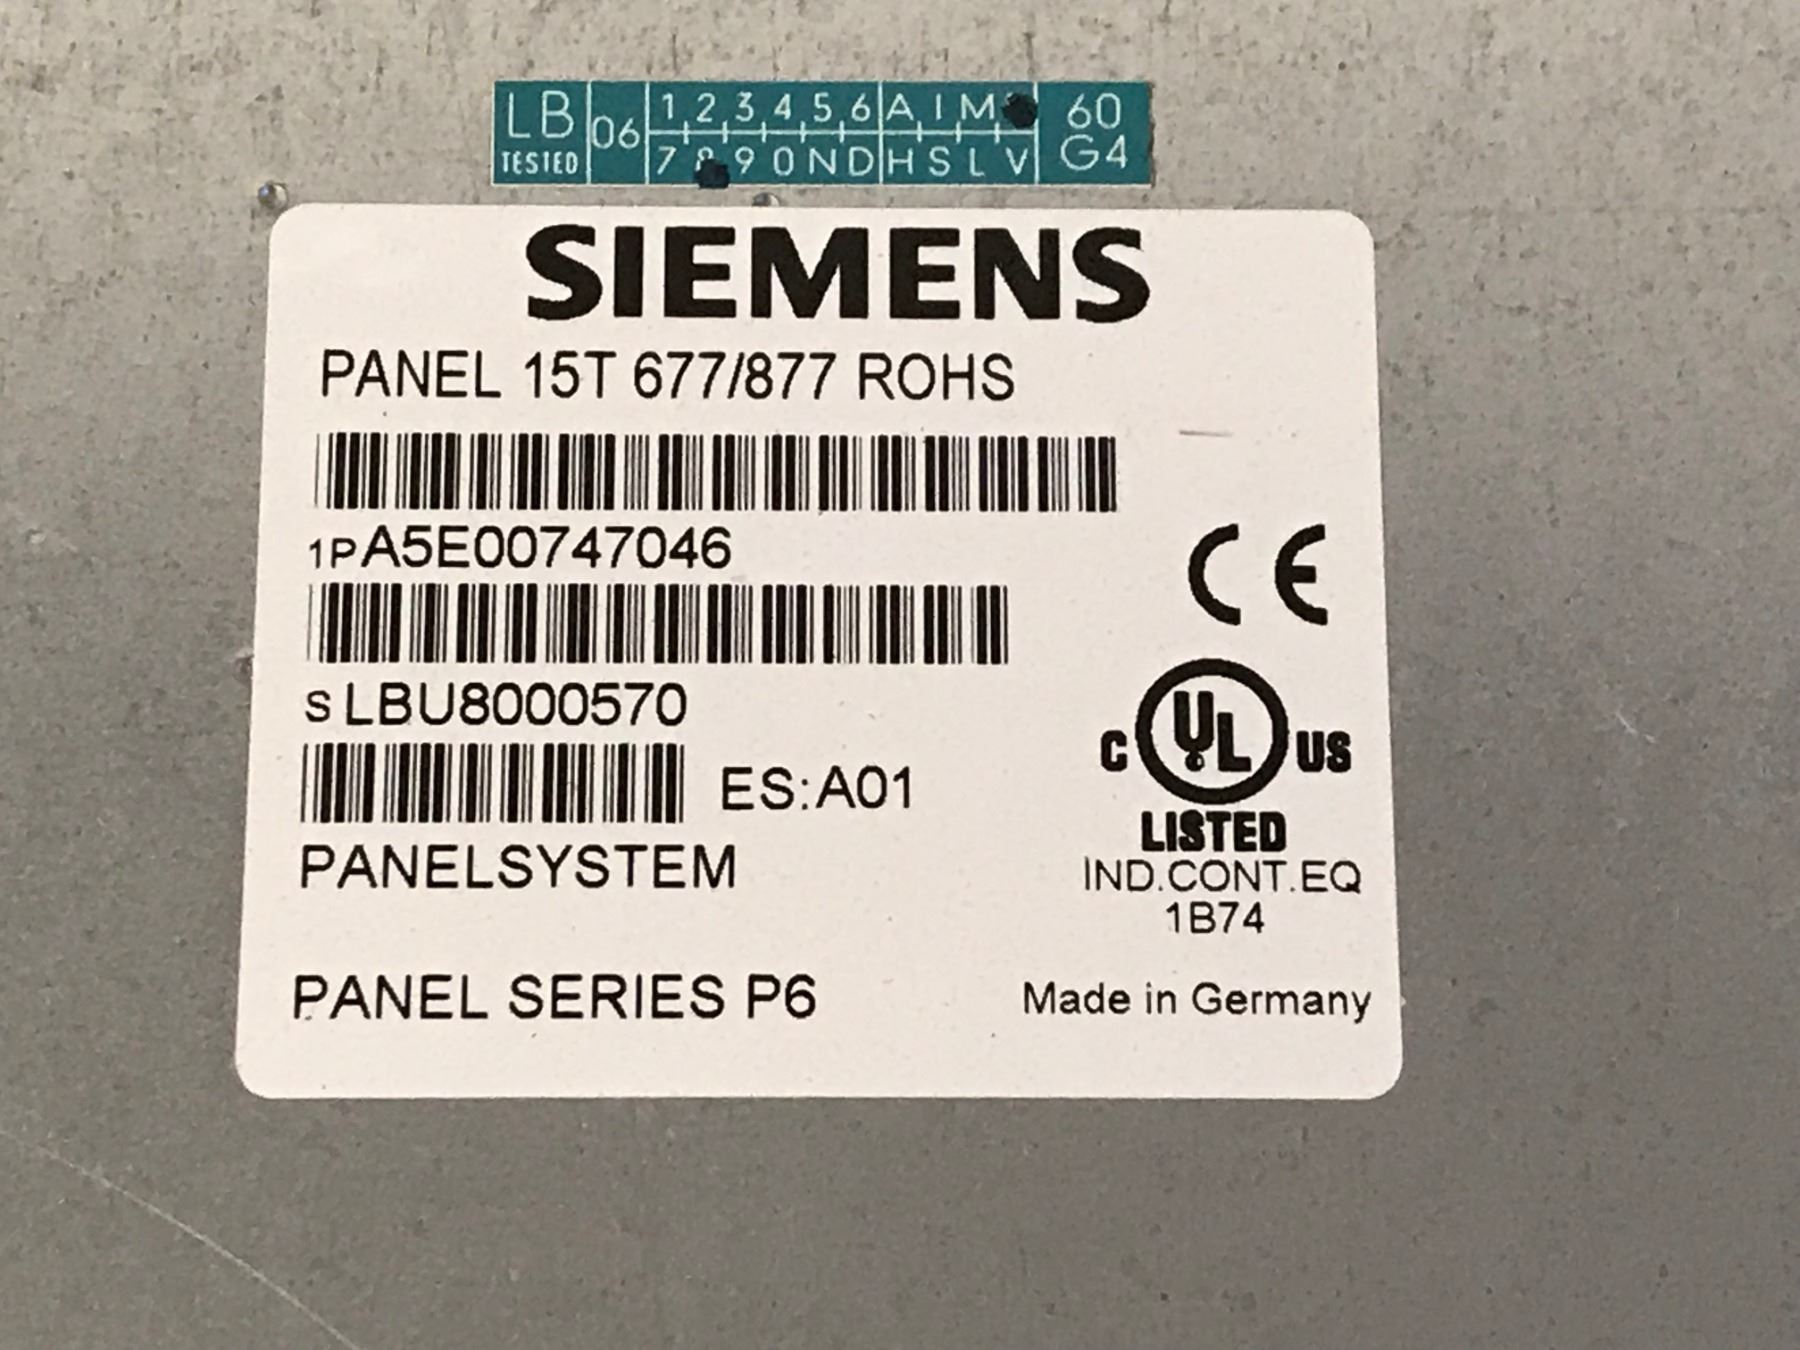 LB 06 1 2 3 4 5 6 A I M 60
TESTED 7 8 9 0 N D H S L V G4
SIEMENS
PANEL 15T 677/877 ROHS
1P A5E00747046
S LBU8000570
ES:A01
PANELSYSTEM
PANEL SERIES P6
CE
C UL US
LISTED
IND.CONT.EQ
1B74
Made in Germany